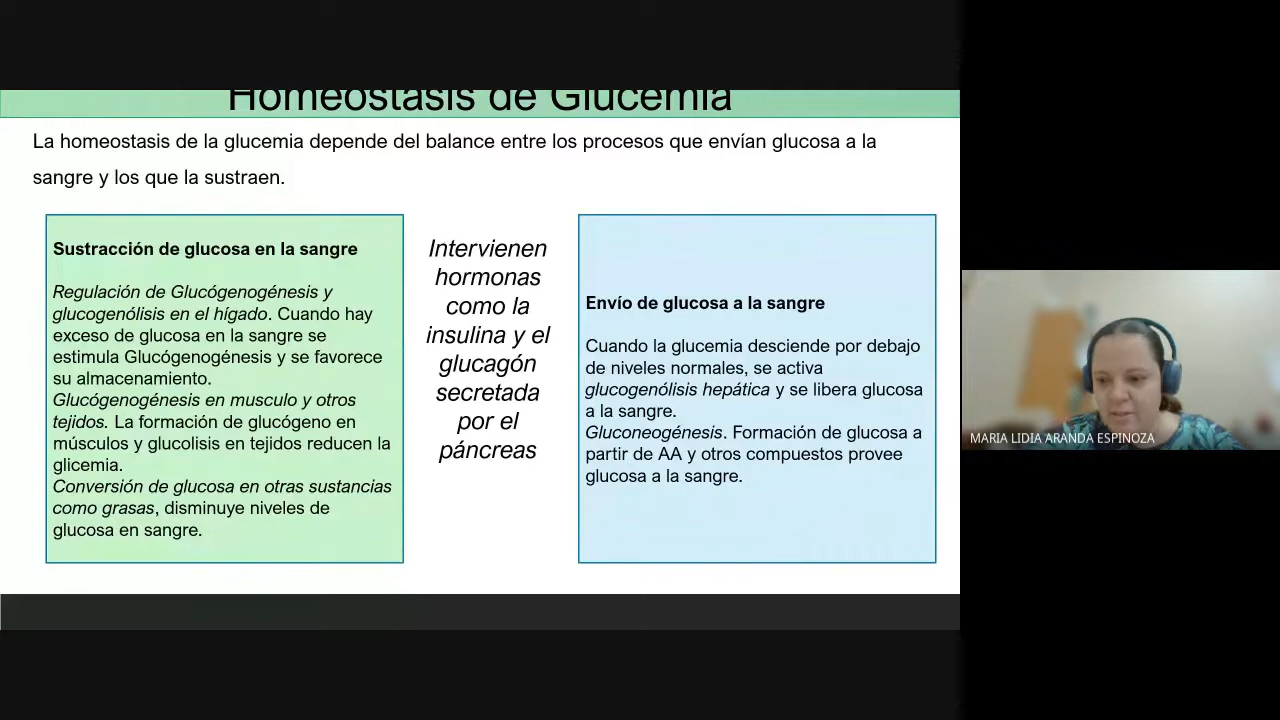 Homeostasis de Glucemia
La homeostasis de la glucemia depende del balance entre los procesos que envían glucosa a la
sangre y los que la sustraen.
Sustracción de glucosa en la sangre
Regulación de Glucógenogénesis y
glucogenólisis en el hígado. Cuando hay
exceso de glucosa en la sangre se
estimula Glucógenogénesis y se favorece
su almacenamiento.
Glucógenogénesis en musculo y otros
tejidos. La formación de glucógeno en
músculos y glucolisis en tejidos reducen la
glicemia.
Conversión de glucosa en otras sustancias
como grasas, disminuye niveles de
glucosa en sangre.
Intervienen
hormonas
como la
insulina y el
glucagón
secretada
por el
páncreas
Envío de glucosa a la sangre
Cuando la glucemia desciende por debajo
de niveles normales, se activa
glucogenólisis hepática y se libera glucosa
a la sangre.
Gluconeogénesis. Formación de glucosa a
partir de AA y otros compuestos provee
glucosa a la sangre.
MARIA LIDIA ARANDA ESPINOZA